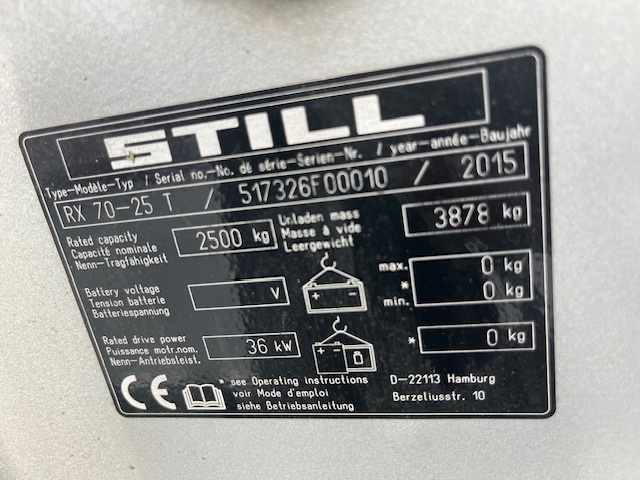 STILL
Type-Modèle-Typ / Serial no.-No. de série-Serien-Nr. / year-année-Baujahr
RX 70-25 T / 517326F00010 / 2015
Rated capacity
Capacité nominale
Nenn-Tragfähigkeit
2500 kg
Unladen mass
Masse à vide
Leergewicht
3878 kg
Battery voltage
Tension batterie
Batteriespannung
V
max.
*
min.
0 kg
0 kg
Rated drive power
Puissance motr.nom.
Nenn-Antriebsleist.
36 kW
* 0 kg
CE
* see Operating instructions
voir Mode d'emploi
siehe Betriebsanleitung
D-22113 Hamburg
Berzeliusstr. 10